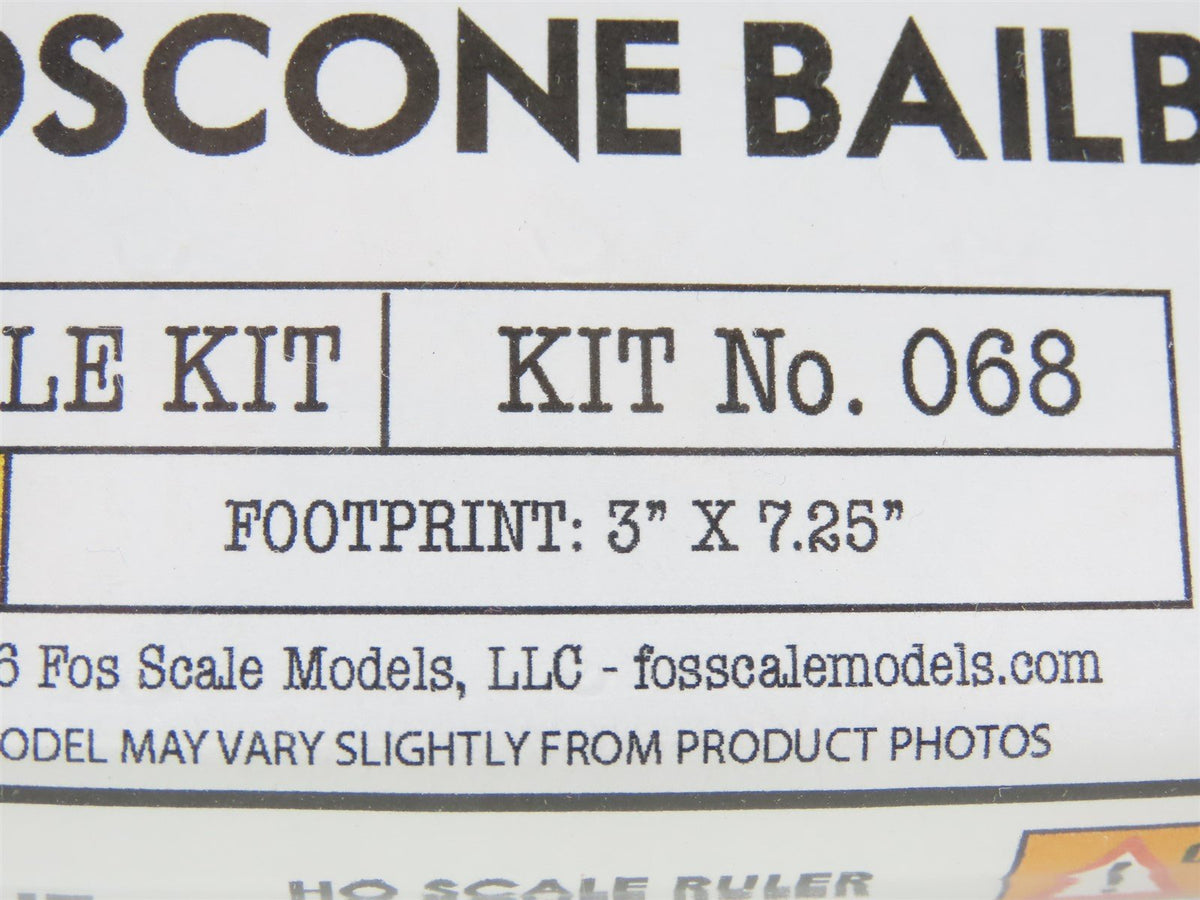 OSCONE BAILB
LE KIT KIT No. 068
FOOTPRINT: 3" X 7.25"
6 Fos Scale Models, LLC - fosscalemodels.com
ODEL MAY VARY SLIGHTLY FROM PRODUCT PHOTOS
HO SCALE RULER